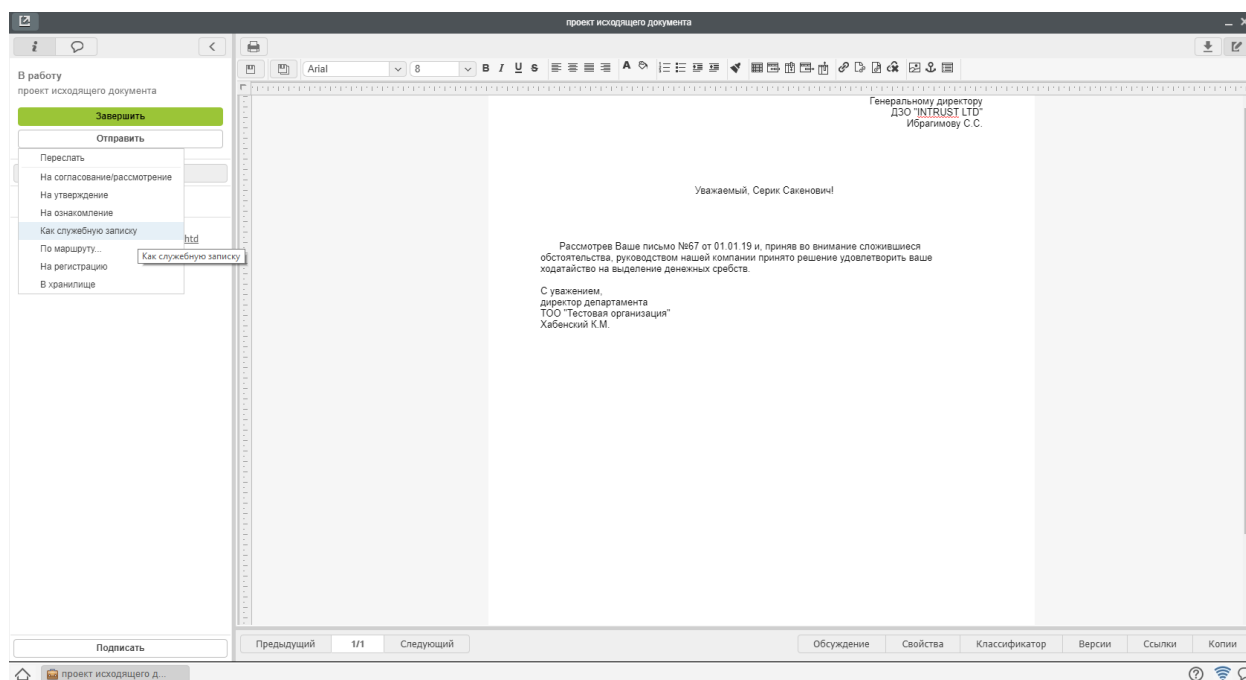 проект исходящего документа
В работу
проект исходящего документа
Завершить
Отправить
Переслать
На согласование/рассмотрение
На утверждение
На ознакомление
Как служебную записку
htd
По маршруту...
Как служебную записку
На регистрацию
В хранилище
Подписать
Arial
8
B I U S
Генеральному директору
ДЗО "INTRUST LTD"
Ибрагимову С.С.
Уважаемый, Серик Сакенович!
Рассмотрев Ваше письмо №67 от 01.01.19 и, приняв во внимание сложившиеся
обстоятельства, руководством нашей компании принято решение удовлетворить ваше
ходатайство на выделение денежных сребств.
С уважением,
директор департамента
ТОО "Тестовая организация"
Хабенский К.М.
Предыдущий 1/1 Следующий
Обсуждение Свойства Классификатор Версии Ссылки Копии
проект исходящего д...